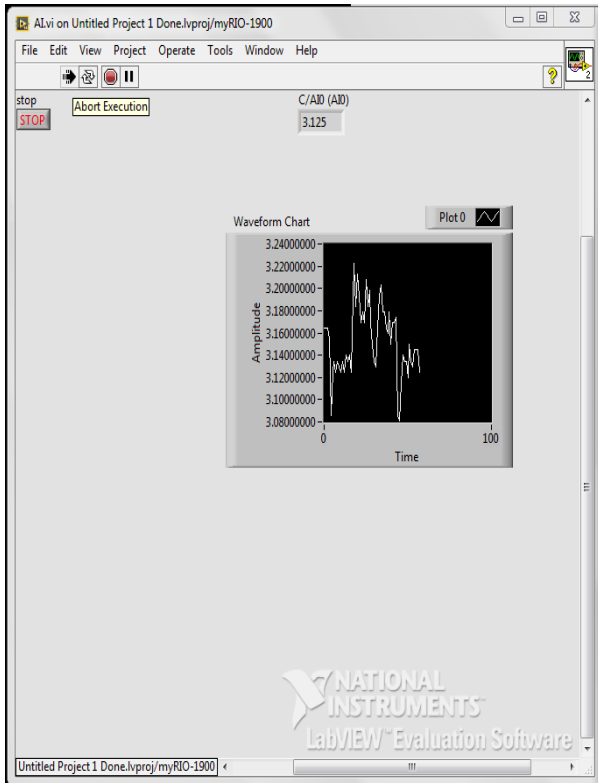 AI.vi on Untitled Project 1 Done.lvproj/myRIO-1900
File Edit View Project Operate Tools Window Help
2
stop
STOP
Abort Execution
C/AI0 (AI0)
3.125
Waveform Chart
Plot 0
3.24000000
3.22000000
3.20000000
3.18000000
3.16000000
3.14000000
3.12000000
3.10000000
3.08000000
Amplitude
0 100
Time
NATIONAL
INSTRUMENTS
LabVIEW™ Evaluation Software
Untitled Project 1 Done.lvproj/myRIO-1900